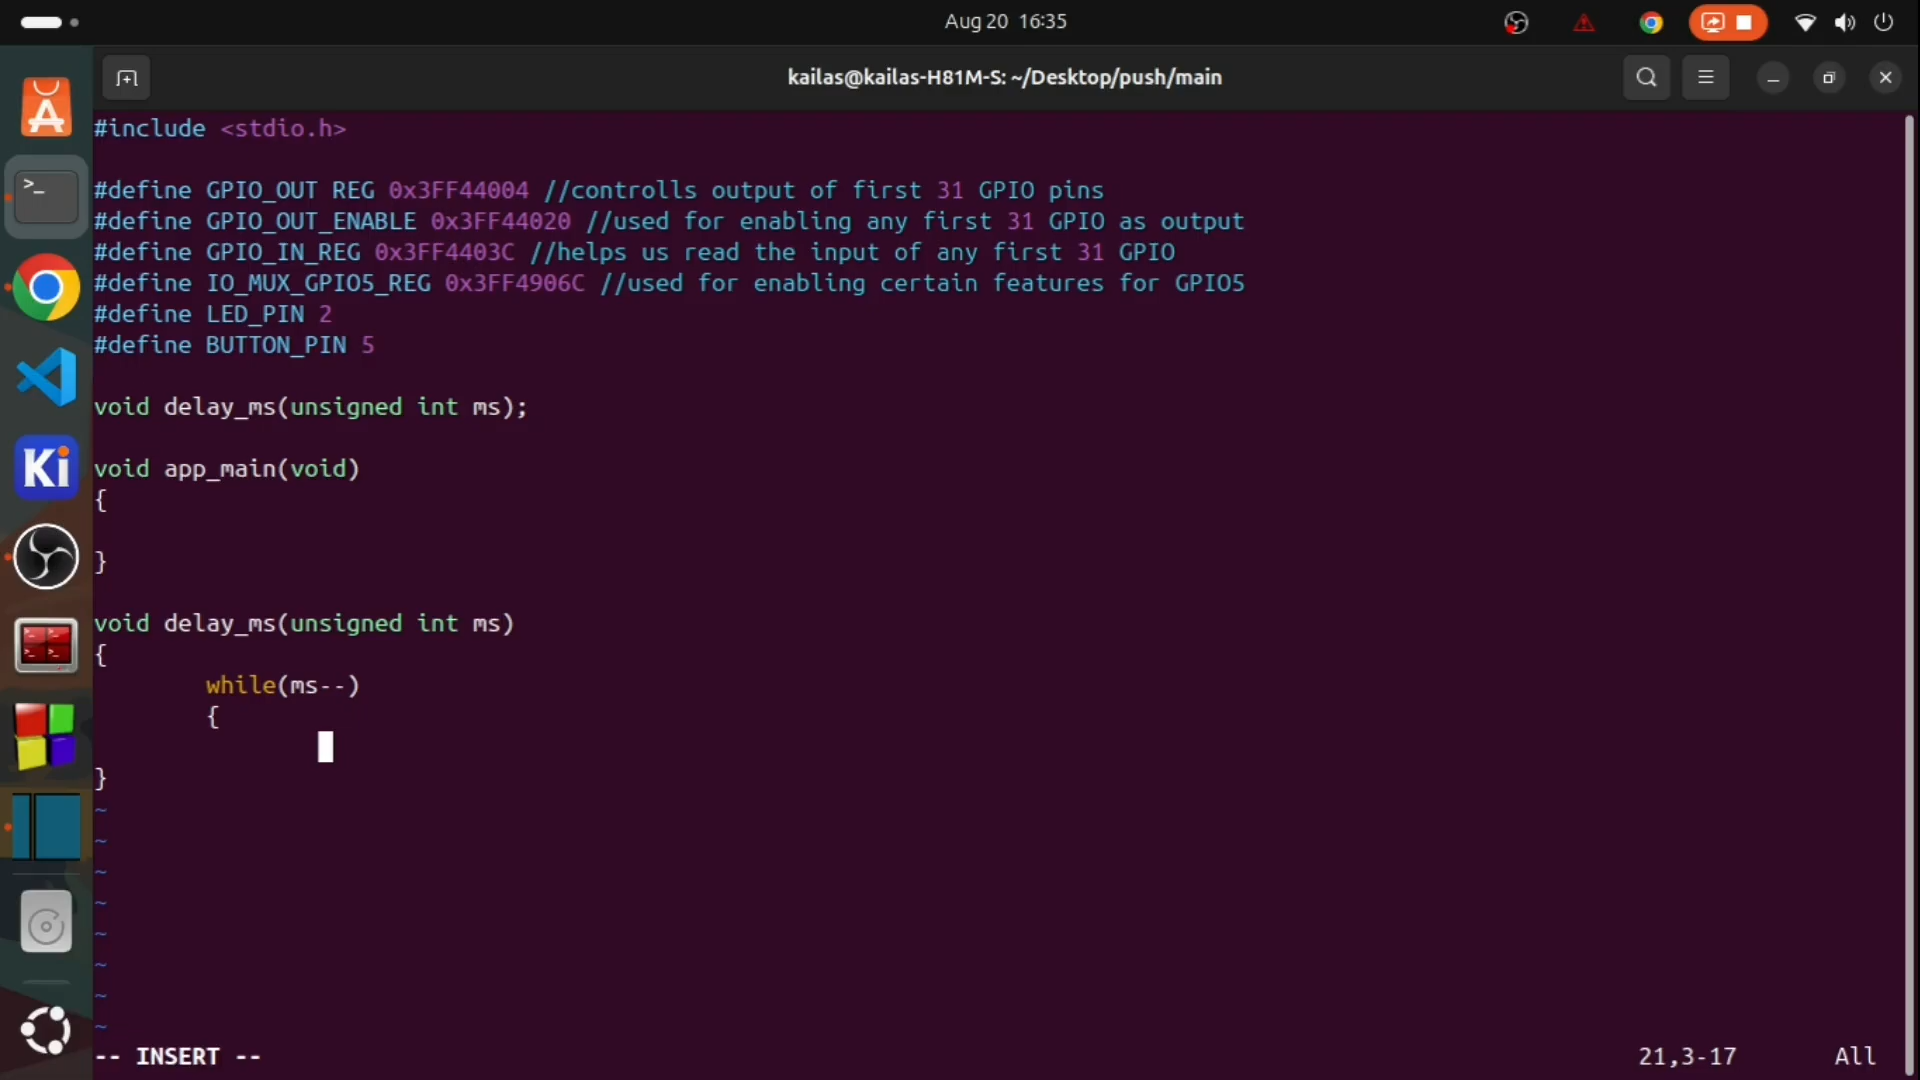 Aug 20 16:35
kailas@kailas-H81M-S: ~/Desktop/push/main
#include <stdio.h>
#define GPIO_OUT REG 0x3FF44004 //controlls output of first 31 GPIO pins
#define GPIO_OUT_ENABLE 0x3FF44020 //used for enabling any first 31 GPIO as output
#define GPIO_IN_REG 0x3FF4403C //helps us read the input of any first 31 GPIO
#define IO_MUX_GPIO5_REG 0x3FF4906C //used for enabling certain features for GPIO5
#define LED_PIN 2
#define BUTTON_PIN 5
void delay_ms(unsigned int ms);
void app_main(void)
{
}
void delay_ms(unsigned int ms)
{
while(ms--)
{
}
~
~
~
~
~
~
~
~
-- INSERT -- 21,3-17 All
Ki